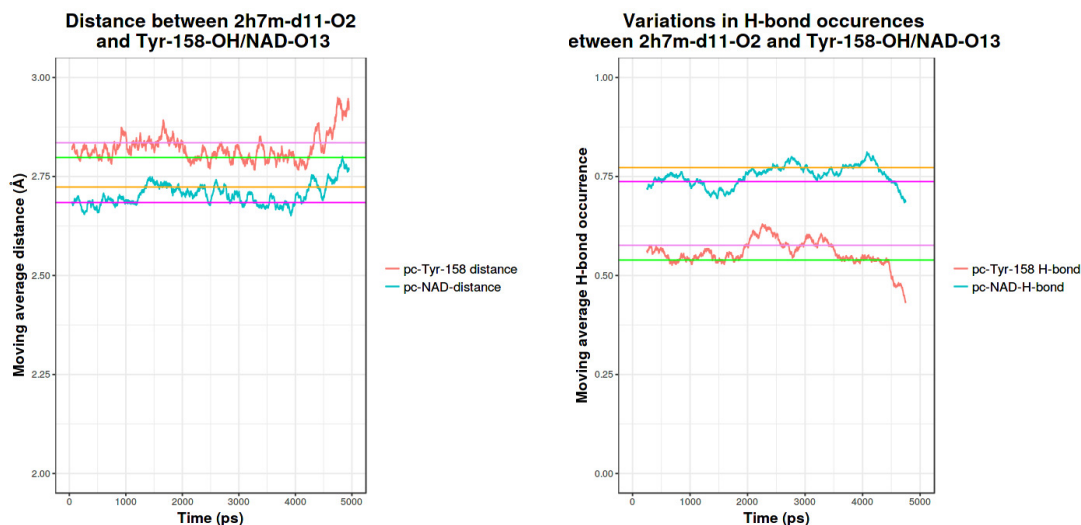 Distance between 2h7m-d11-O2
and Tyr-158-OH/NAD-O13
3.00
2.75
2.50
2.25
2.00
Moving average distance (Å)
0
1000
2000
3000
4000
5000
Time (ps)
pc-Tyr-158 distance
pc-NAD-distance
Variations in H-bond occurences
etween 2h7m-d11-O2 and Tyr-158-OH/NAD-O13
1.00
0.75
0.50
0.25
0.00
Moving average H-bond occurrence
0
1000
2000
3000
4000
5000
Time (ps)
pc-Tyr-158 H-bond
pc-NAD-H-bond